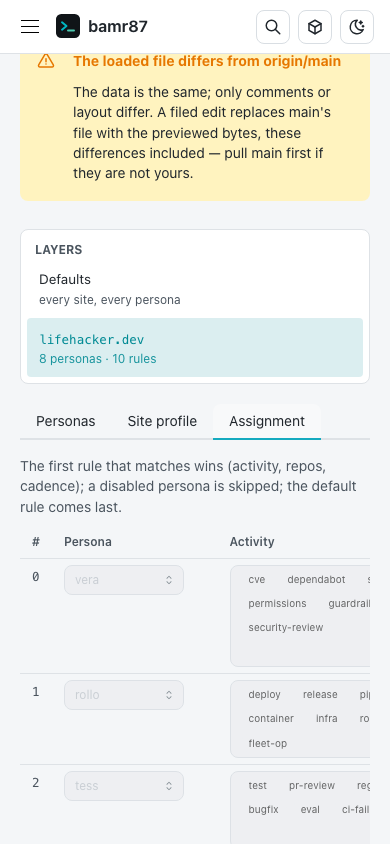 bamr87
The loaded file differs from origin/main
The data is the same; only comments or
layout differ. A filed edit replaces main's
file with the previewed bytes, these
differences included — pull main first if
they are not yours.
LAYERS
Defaults
every site, every persona
lifehacker.dev
8 personas · 10 rules
Personas Site profile Assignment
The first rule that matches wins (activity, repos,
cadence); a disabled persona is skipped; the default
rule comes last.
# Persona Activity
0 vera cve dependabot
permissions
security-review
1 rollo deploy release
container infra
fleet-op
2 tess test pr-review
bugfix eval